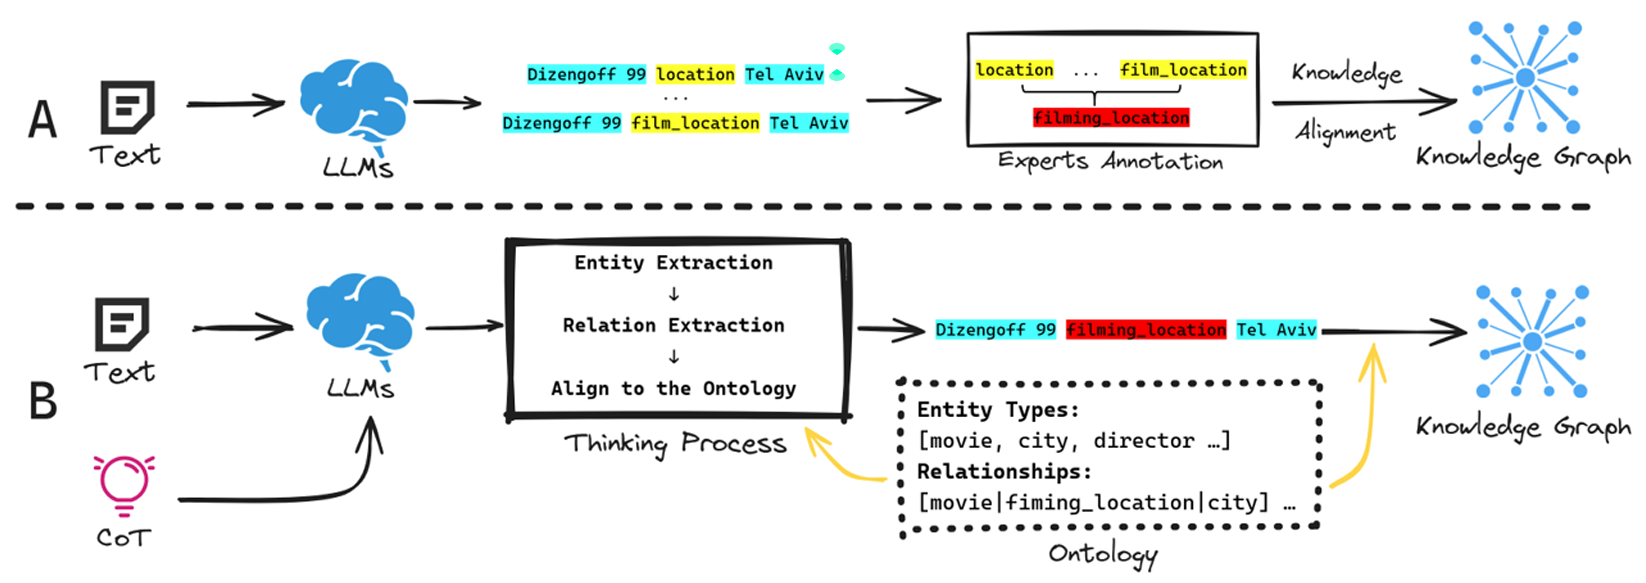 A
Text
LLMs
Dizengoff 99 location Tel Aviv
...
Dizengoff 99 film_location Tel Aviv
location ... film_location
filming_location
Experts Annotation
Knowledge
Alignment
Knowledge Graph
B
Text
CoT
LLMs
Entity Extraction
↓
Relation Extraction
↓
Align to the Ontology
Thinking Process
Dizengoff 99 filming_location Tel Aviv
Entity Types:
[movie, city, director …]
Relationships:
[movie|fiming_location|city] …
Ontology
Knowledge Graph